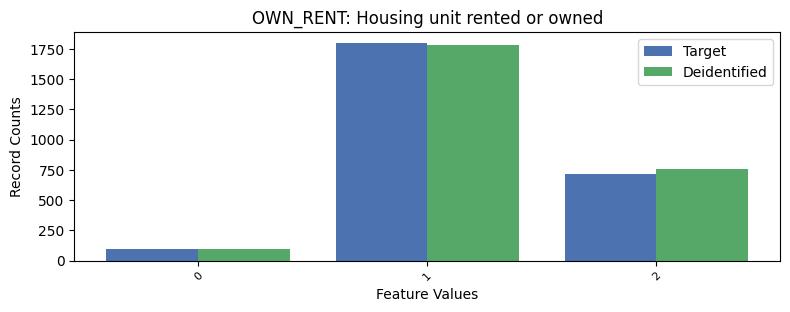 OWN_RENT: Housing unit rented or owned
Record Counts
1750
1500
1250
1000
750
500
250
0
Target
Deidentified
0
1
2
Feature Values